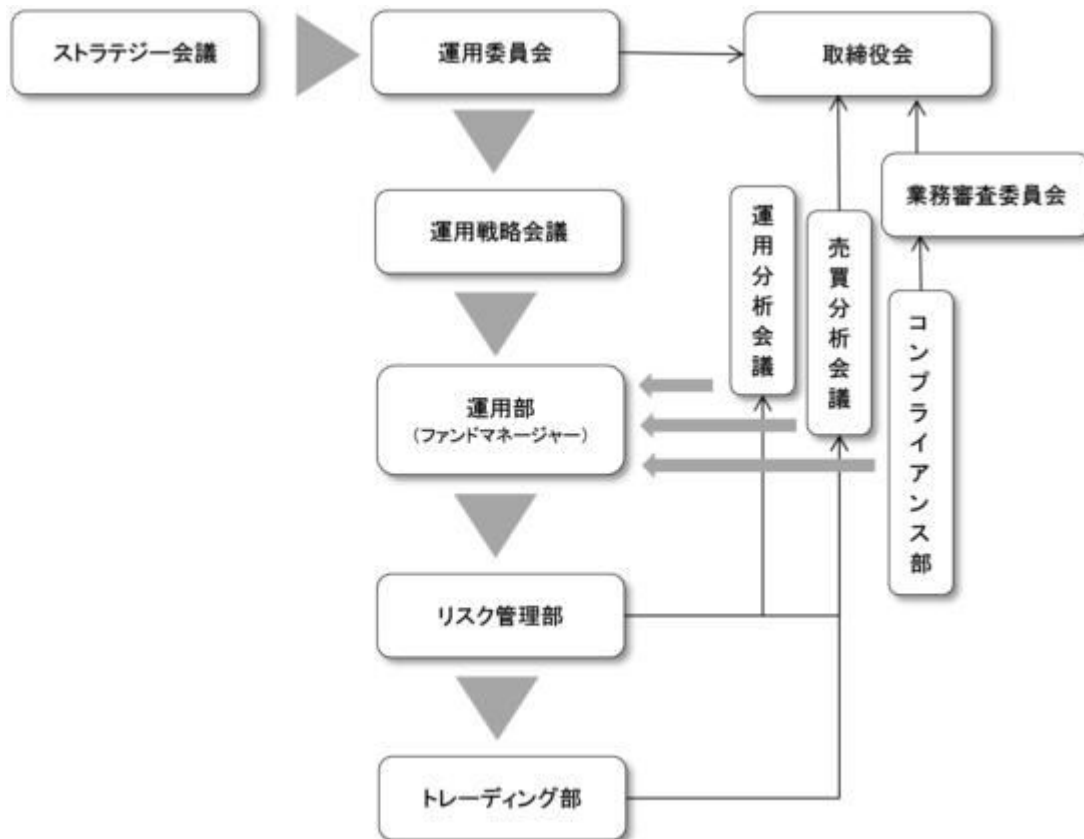 ストラテジー会議
運用委員会
取締役会
業務審査委員会
運用戦略会議
運用分析会議
売買分析会議
コンプライアンス部
運用部
（ファンドマネージャー）
リスク管理部
トレーディング部